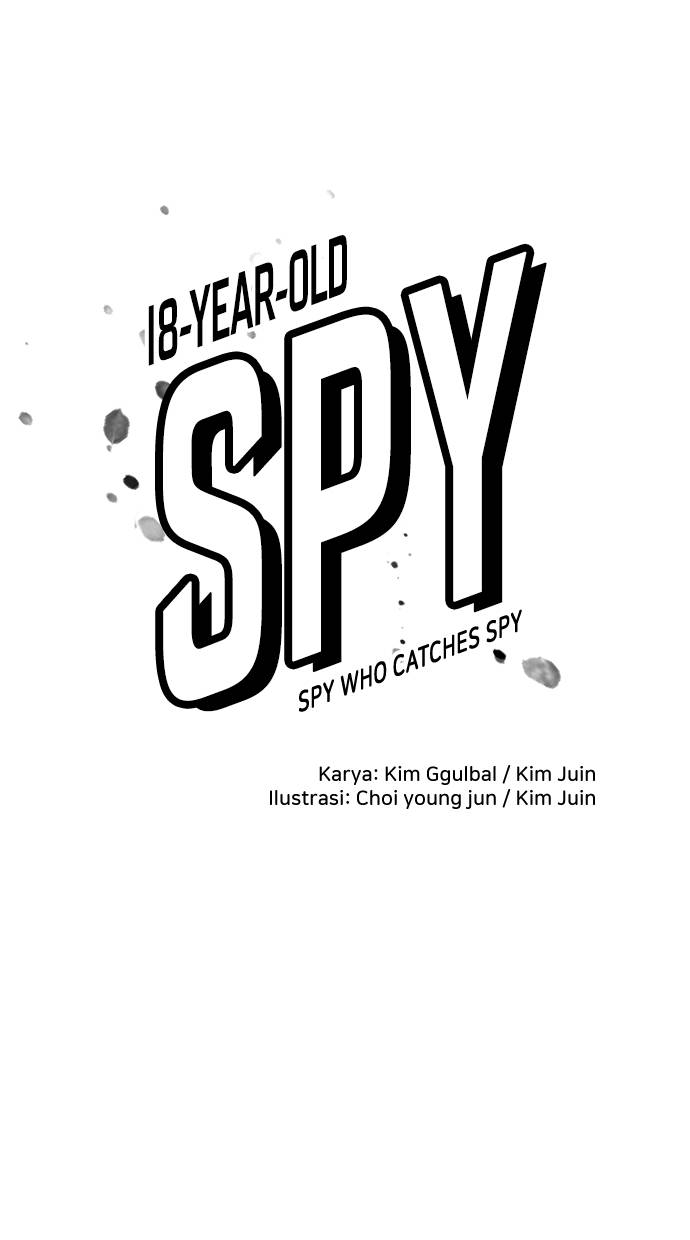 18-YEAR-OLD
SPY
SPY WHO CATCHES SPY
Karya: Kim Ggulbal / Kim Juin
Ilustrasi: Choi young jun / Kim Juin